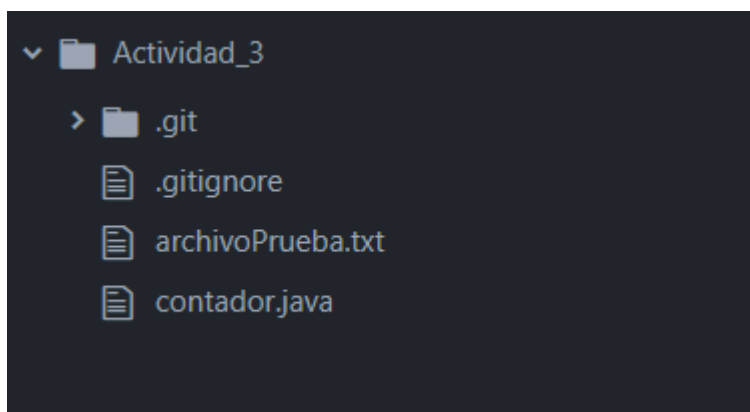 Actividad_3
.git
.gitignore
archivoPrueba.txt
contador.java